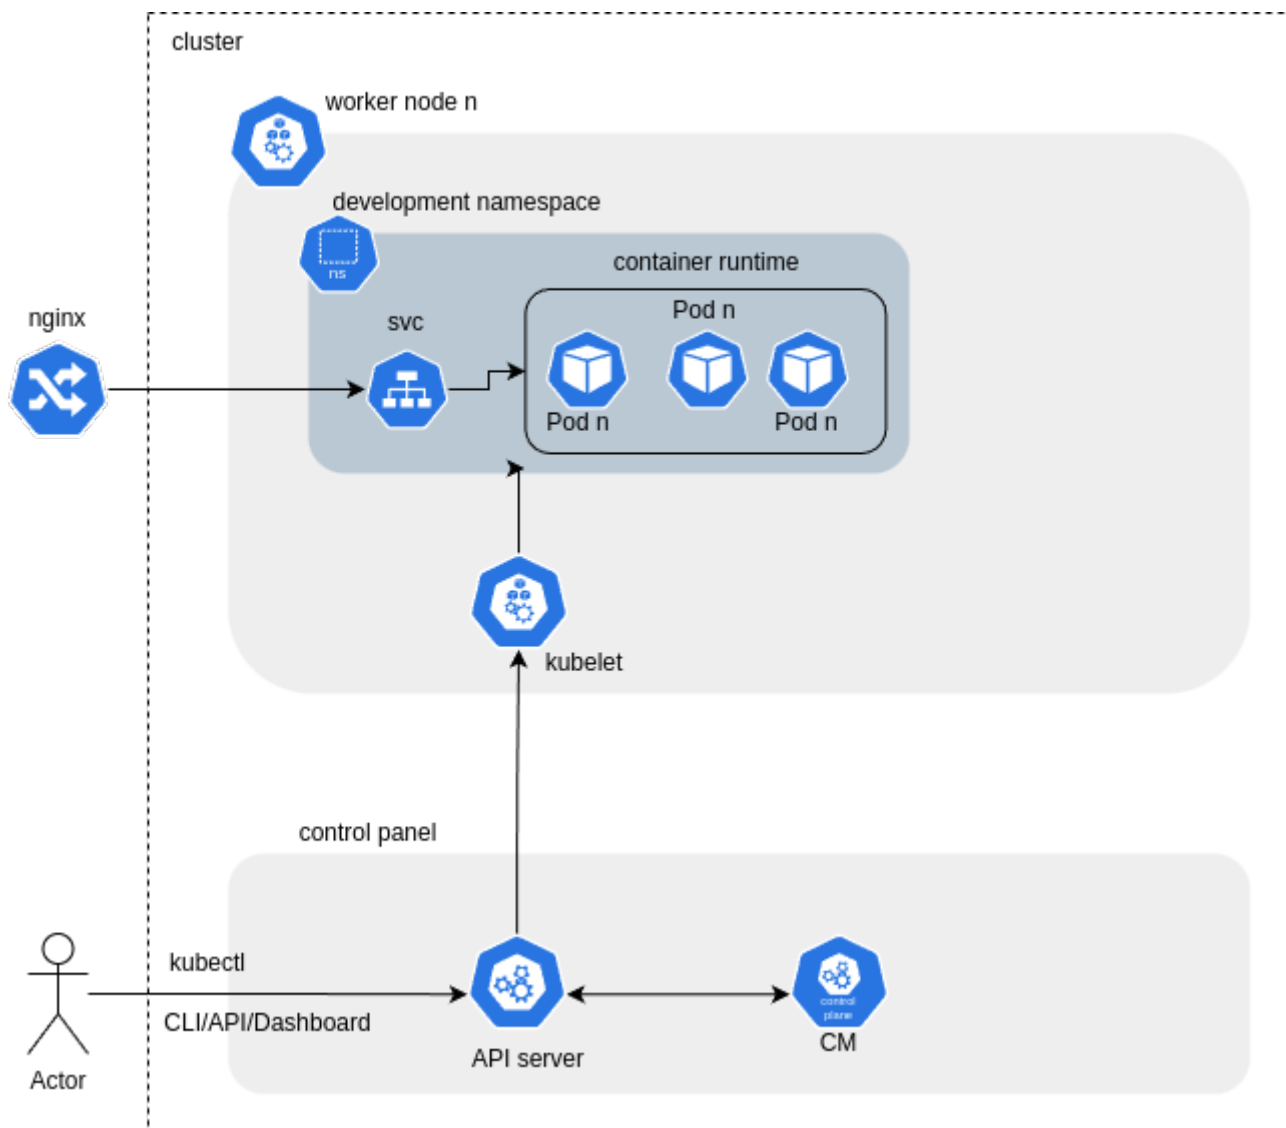 cluster
worker node n
development namespace
ns
container runtime
nginx
svc
Pod n
Pod n
Pod n
kubelet
control panel
kubectl
CLI/API/Dashboard
control
plane
CM
API server
Actor